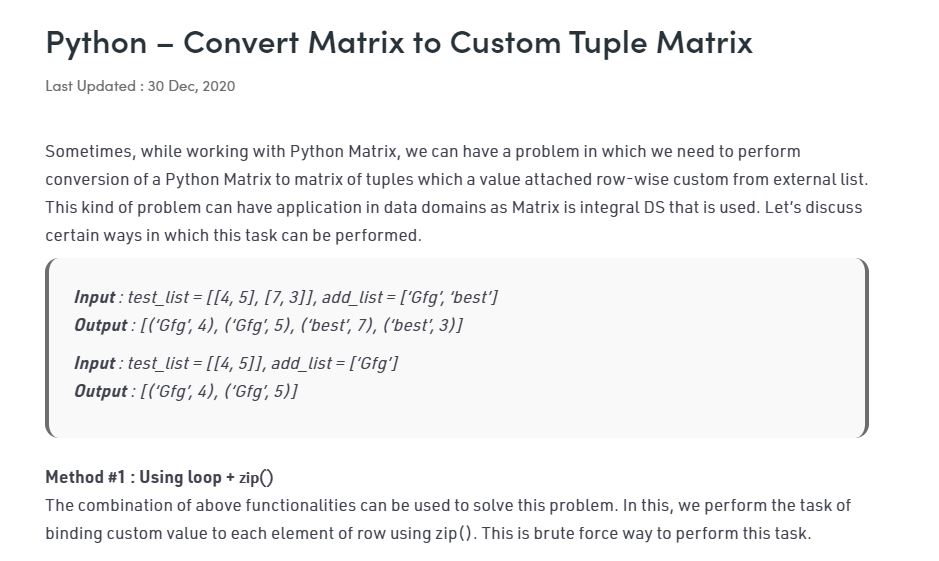 Python – Convert Matrix to Custom Tuple Matrix
Last Updated : 30 Dec, 2020
Sometimes, while working with Python Matrix, we can have a problem in which we need to perform
conversion of a Python Matrix to matrix of tuples which a value attached row-wise custom from external list.
This kind of problem can have application in data domains as Matrix is integral DS that is used. Let’s discuss
certain ways in which this task can be performed.
Input : test_list = [[4, 5], [7, 3]], add_list = [‘Gfg’, ‘best’]
Output : [(‘Gfg’, 4), (‘Gfg’, 5), (‘best’, 7), (‘best’, 3)]
Input : test_list = [[4, 5]], add_list = [‘Gfg’]
Output : [(‘Gfg’, 4), (‘Gfg’, 5)]
Method #1 : Using loop + zip()
The combination of above functionalities can be used to solve this problem. In this, we perform the task of
binding custom value to each element of row using zip(). This is brute force way to perform this task.